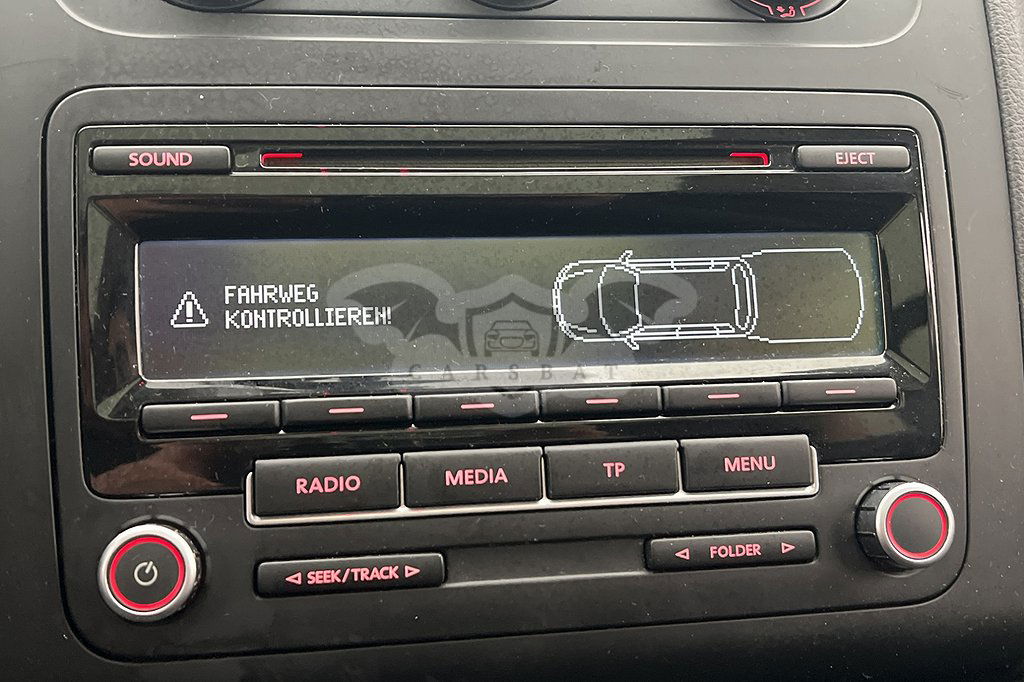 SOUND
EJECT
FAHRWEG
KONTROLLIEREN!
CARSBAT
RADIO
MEDIA
TP
MENU
SEEK/TRACK
FOLDER